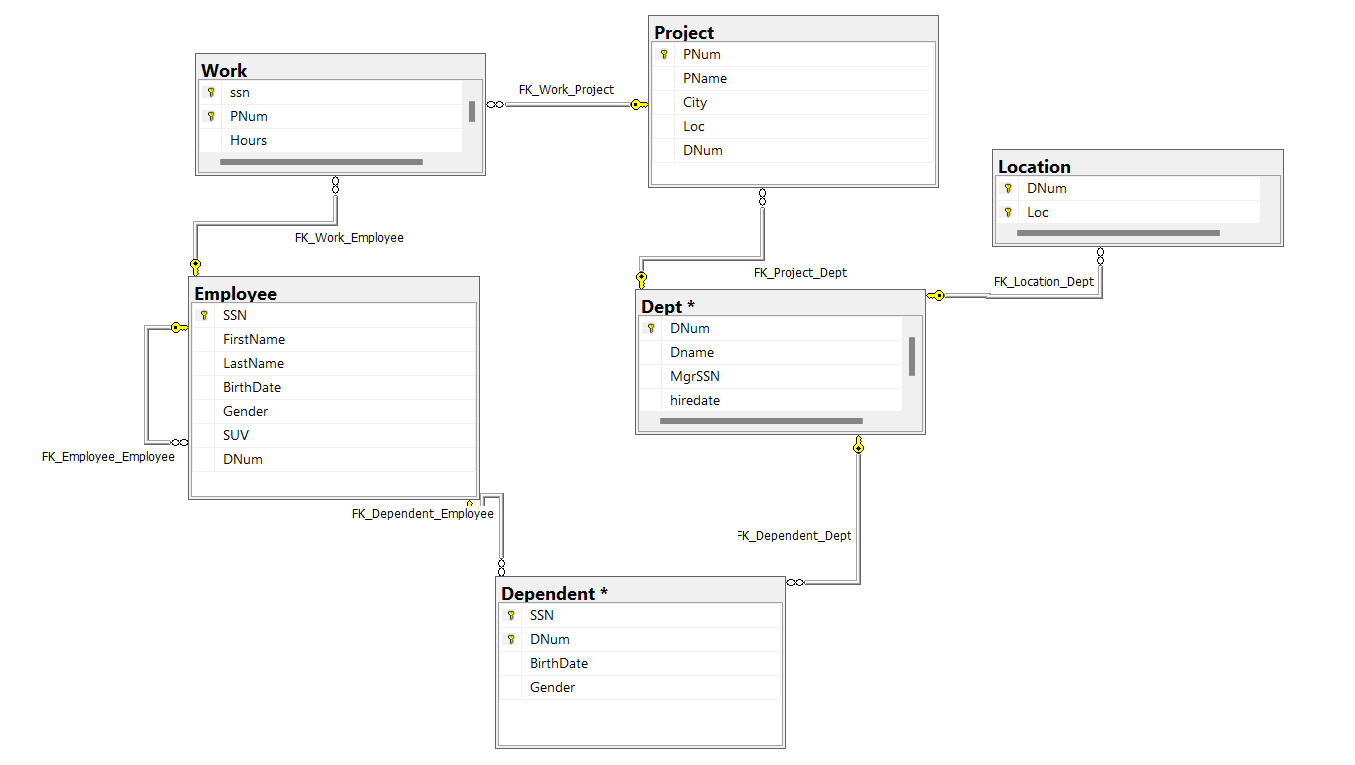 Project
PNum
PName
City
Loc
DNum
Work
ssn
PNum
Hours
FK_Work_Project
Location
DNum
Loc
FK_Work_Employee
FK_Project_Dept
FK_Location_Dept
Employee
SSN
FirstName
LastName
BirthDate
Gender
SUV
DNum
Dept *
DNum
Dname
MgrSSN
hiredate
FK_Employee_Employee
FK_Dependent_Employee
FK_Dependent_Dept
Dependent *
SSN
DNum
BirthDate
Gender